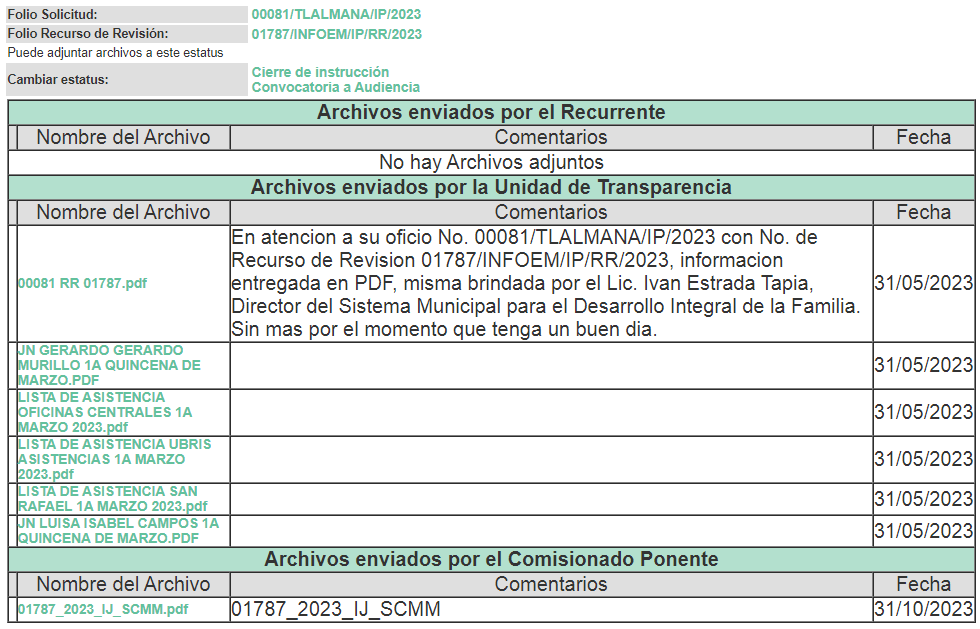 Folio Solicitud: 00081/TLALMANA/IP/2023
Folio Recurso de Revisión: 01787/INFOEM/IP/RR/2023
Puede adjuntar archivos a este estatus
Cambiar estatus:
Cierre de instrucción
Convocatoria a Audiencia
Archivos enviados por el Recurrente
Nombre del Archivo Comentarios Fecha
No hay Archivos adjuntos
Archivos enviados por la Unidad de Transparencia
Nombre del Archivo Comentarios Fecha
00081 RR 01787.pdf
En atencion a su oficio No. 00081/TLALMANA/IP/2023 con No. de
Recurso de Revision 01787/INFOEM/IP/RR/2023, informacion
entregada en PDF, misma brindada por el Lic. Ivan Estrada Tapia,
Director del Sistema Municipal para el Desarrollo Integral de la Familia.
Sin mas por el momento que tenga un buen dia.
31/05/2023
JN GERARDO GERARDO
MURILLO 1A QUINCENA DE
MARZO.PDF
31/05/2023
LISTA DE ASISTENCIA
OFICINAS CENTRALES 1A
MARZO 2023.pdf
31/05/2023
LISTA DE ASISTENCIA UBRIS
ASISTENCIAS 1A MARZO
2023.pdf
31/05/2023
LISTA DE ASISTENCIA SAN
RAFAEL 1A MARZO 2023.pdf
31/05/2023
JN LUISA ISABEL CAMPOS 1A
QUINCENA DE MARZO.PDF
31/05/2023
Archivos enviados por el Comisionado Ponente
Nombre del Archivo Comentarios Fecha
01787_2023_IJ_SCMM.pdf 01787_2023_IJ_SCMM 31/10/2023